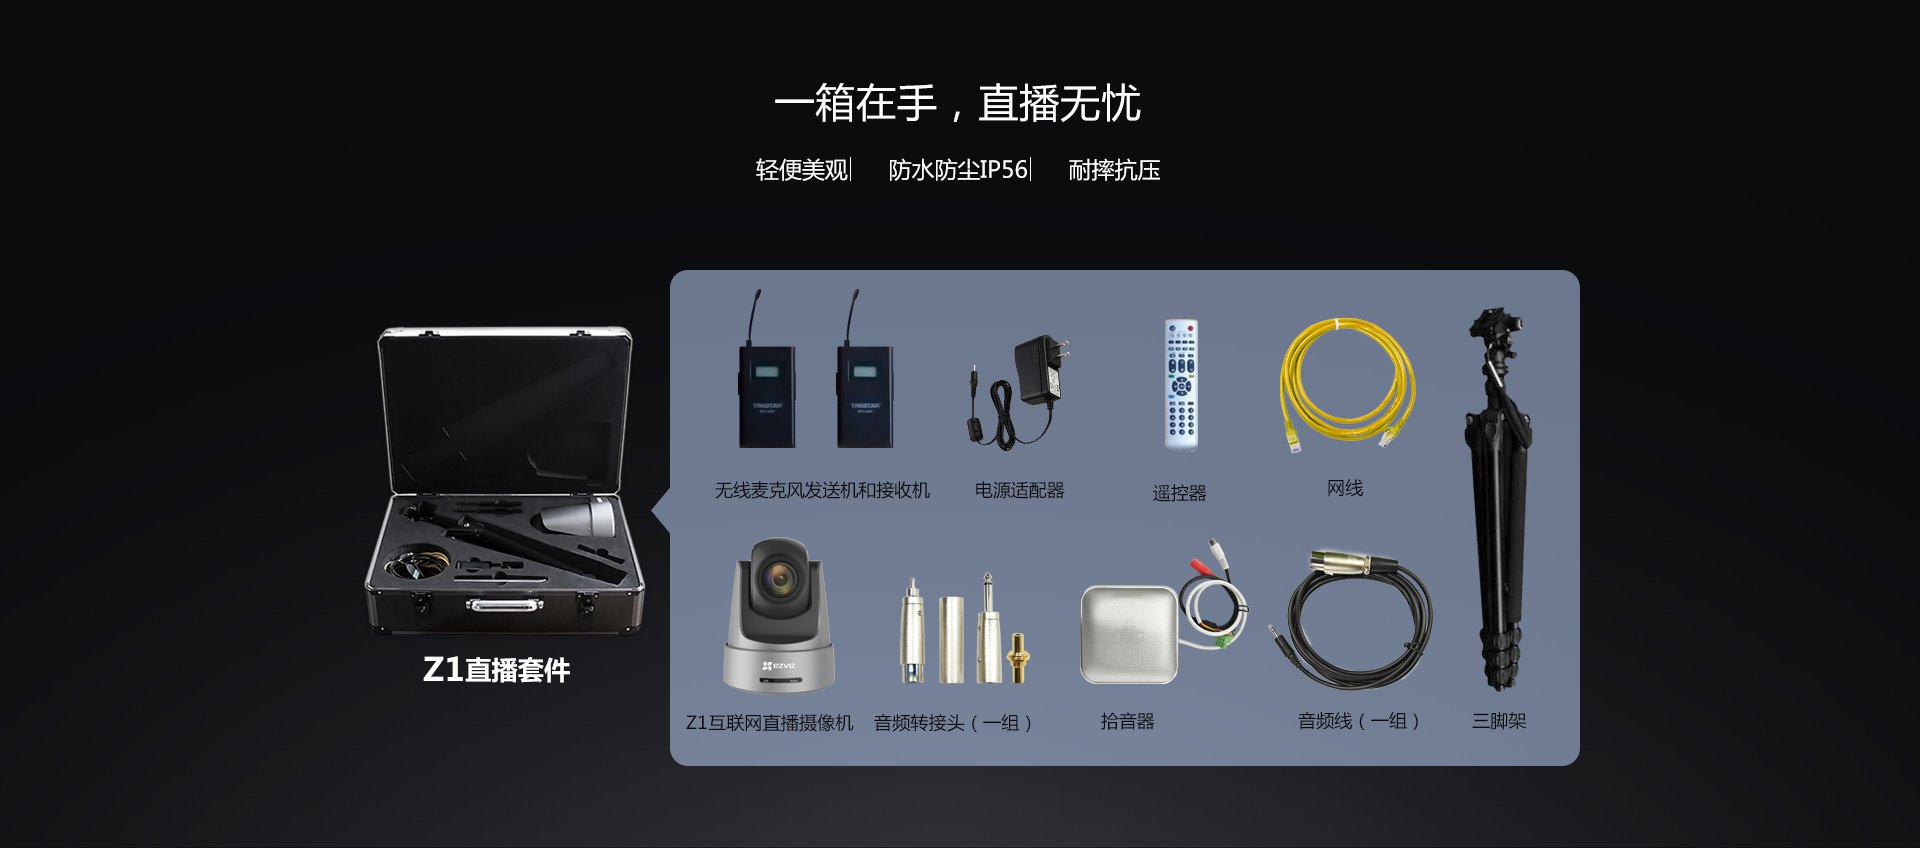 一箱在手，直播无忧
轻便美观| 防水防尘IP56| 耐摔抗压
TAKSTAR TAKSTAR
无线麦克风发送机和接收机 电源适配器 遥控器 网线
EZVIZ
Z1直播套件
Z1互联网直播摄像机 音频转接头（一组） 拾音器 音频线（一组） 三脚架